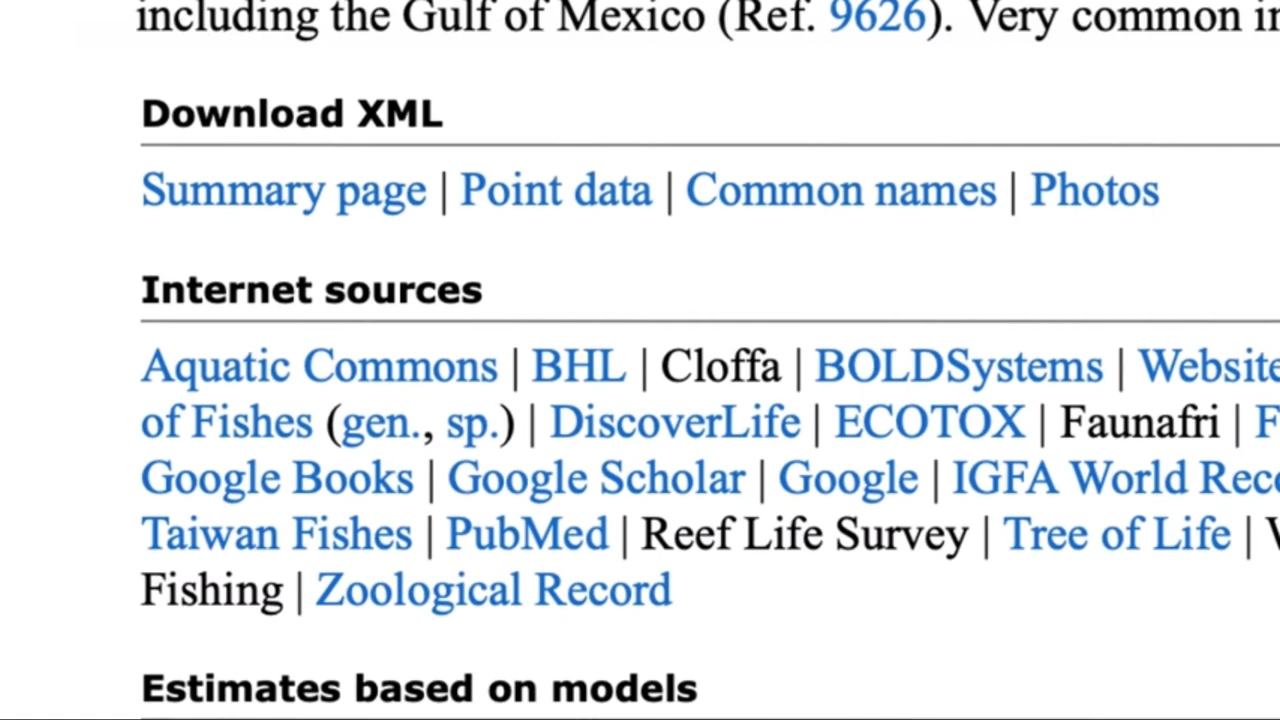 including the Gulf of Mexico (Ref. 9626). Very common in
Download XML
Summary page | Point data | Common names | Photos
Internet sources
Aquatic Commons | BHL | Cloffa | BOLDSystems | Website
of Fishes (gen., sp.) | DiscoverLife | ECOTOX | Faunafri | F
Google Books | Google Scholar | Google | IGFA World Reco
Taiwan Fishes | PubMed | Reef Life Survey | Tree of Life |
Fishing | Zoological Record
Estimates based on models